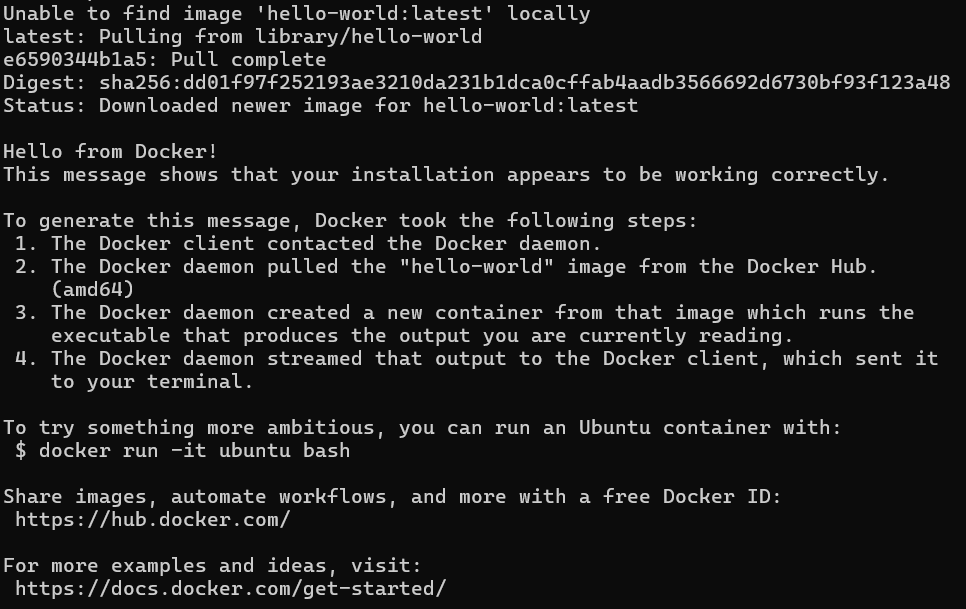 Unable to find image 'hello-world:latest' locally
latest: Pulling from library/hello-world
e6590344b1a5: Pull complete
Digest: sha256:dd01f97f252193ae3210da231b1dca0cffab4aadb3566692d6730bf93f123a48
Status: Downloaded newer image for hello-world:latest
Hello from Docker!
This message shows that your installation appears to be working correctly.
To generate this message, Docker took the following steps:
1. The Docker client contacted the Docker daemon.
2. The Docker daemon pulled the "hello-world" image from the Docker Hub.
(amd64)
3. The Docker daemon created a new container from that image which runs the
executable that produces the output you are currently reading.
4. The Docker daemon streamed that output to the Docker client, which sent it
to your terminal.
To try something more ambitious, you can run an Ubuntu container with:
$ docker run -it ubuntu bash
Share images, automate workflows, and more with a free Docker ID:
https://hub.docker.com/
For more examples and ideas, visit:
https://docs.docker.com/get-started/